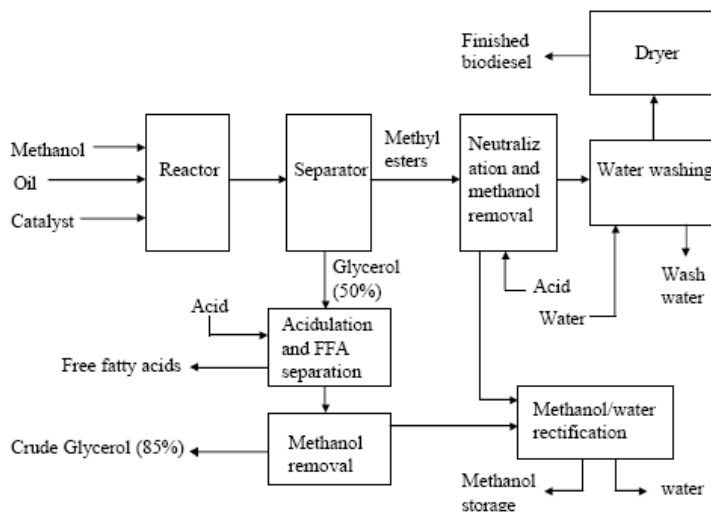 Finished
biodiesel
Dryer
Methanol
Oil
Catalyst
Reactor
Separator
Methyl
esters
Neutraliz
ation and
methanol
removal
Water washing
Glycerol
(50%)
Acid
Water
Wash
water
Acid
Acidulation
and FFA
separation
Free fatty acids
Methanol
removal
Crude Glycerol (85%)
Methanol/water
rectification
Methanol
storage
water